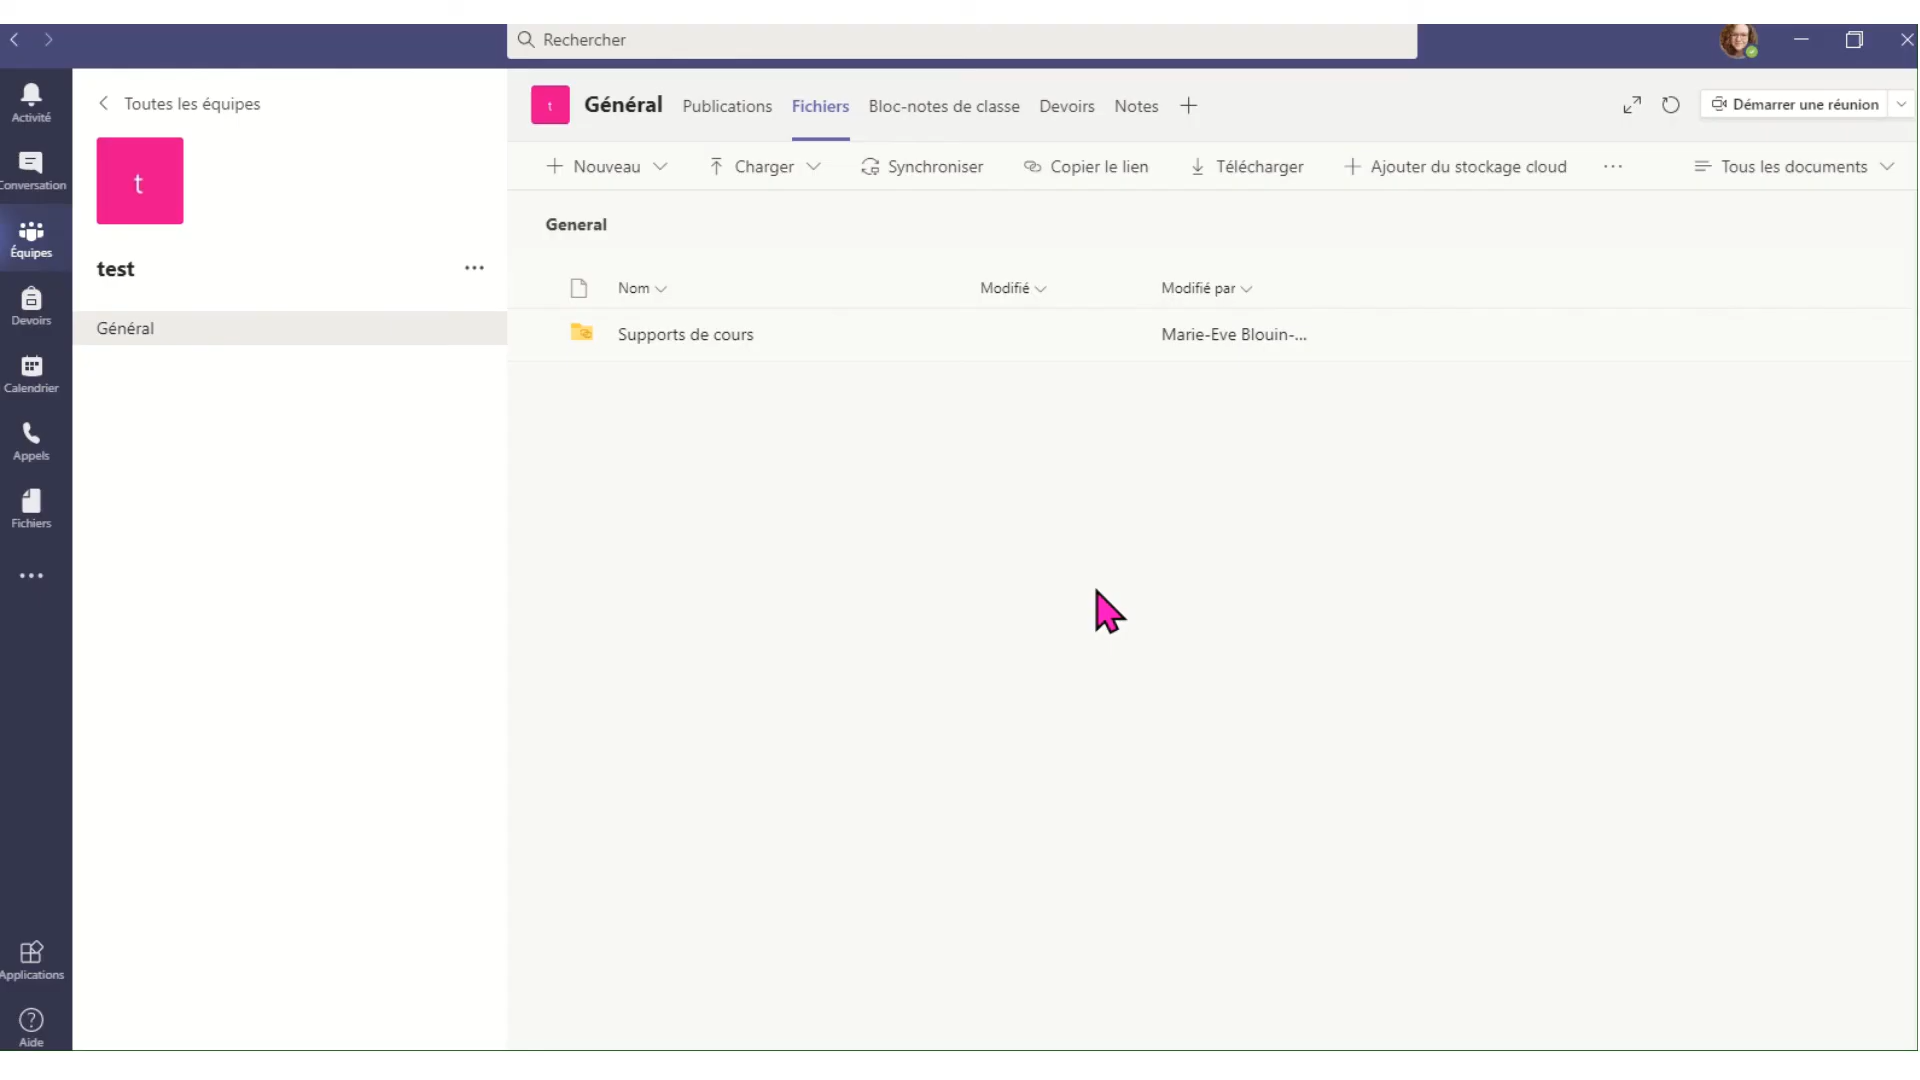 Rechercher
Activité
Conversation
Équipes
Devoirs
Calendrier
Appels
Fichiers
Applications
Aide
Toutes les équipes
t
test
Général
t
Général Publications Fichiers Bloc-notes de classe Devoirs Notes
Démarrer une réunion
Nouveau Charger Synchroniser Copier le lien Télécharger Ajouter du stockage cloud Tous les documents
General
Nom Modifié Modifié par
Supports de cours Marie-Eve Blouin-...